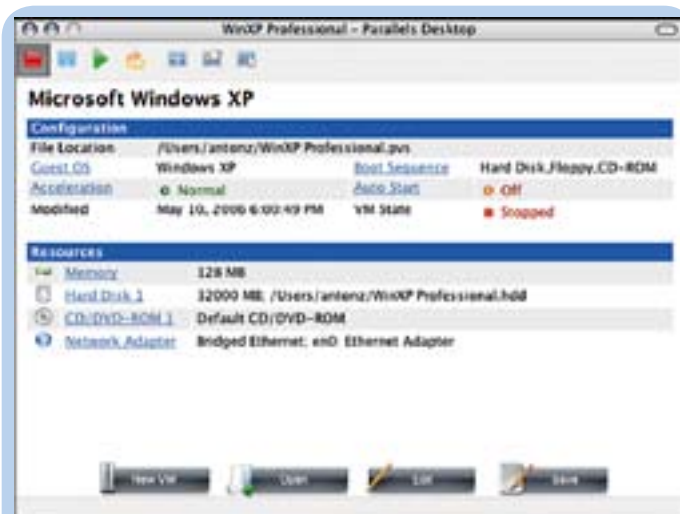 WinXP Professional - Parallels Desktop
Microsoft Windows XP
Configuration
File Location /Users/antonz/WinXP Professional.pvs
Guest OS Windows XP Boot Sequence Hard Disk,Floppy,CD-ROM
Acceleration Normal Auto Start Off
Modified May 10, 2006 6:00:49 PM VM State Stopped
Resources
Memory 128 MB
Hard Disk 1 32000 MB, /Users/antonz/WinXP Professional.hdd
CD/DVD-ROM 1 Default CD/DVD-ROM
Network Adapter Bridged Ethernet, en0 Ethernet Adapter
New VM Open Edit Save